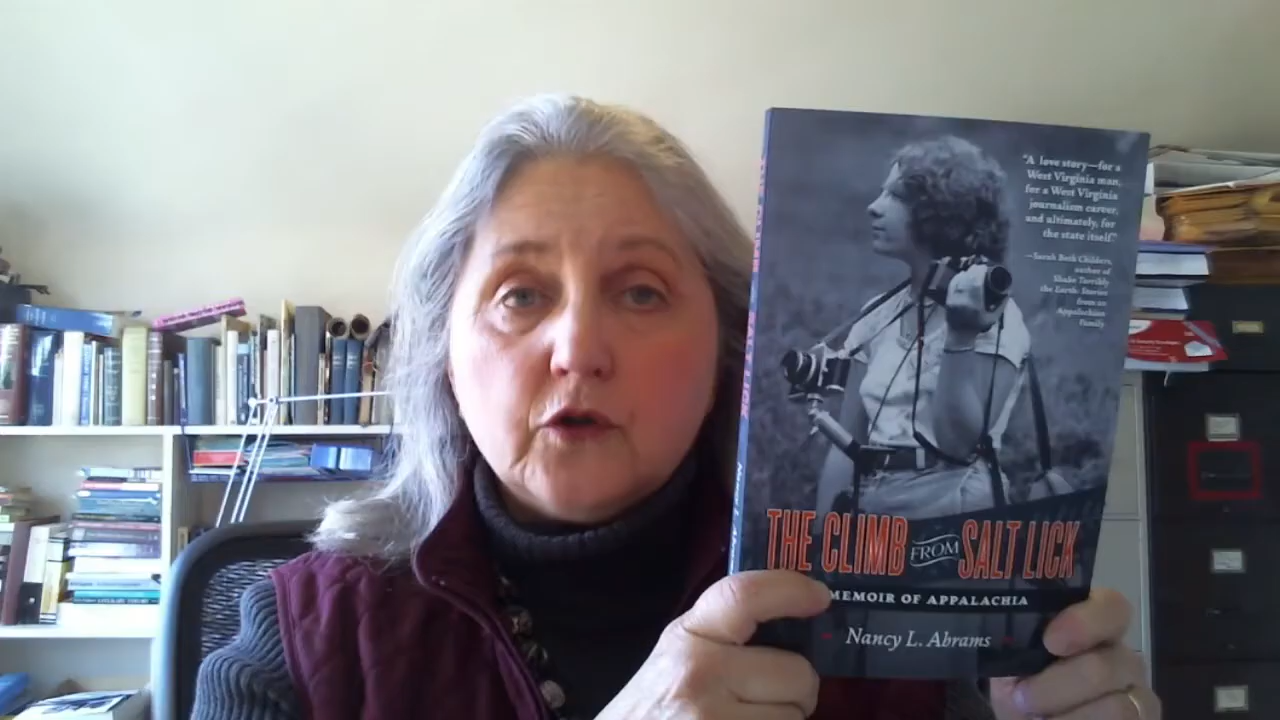 "A love story—for a
West Virginia man,
for a West Virginia
journalism career,
and ultimately, for
the state itself."
—Sarah Beth Childers,
author of
Shake Terribly
the Earth: Stories
from an
Appalachian
Family
THE CLIMB FROM SALT LICK
MEMOIR OF APPALACHIA
Nancy L. Abrams